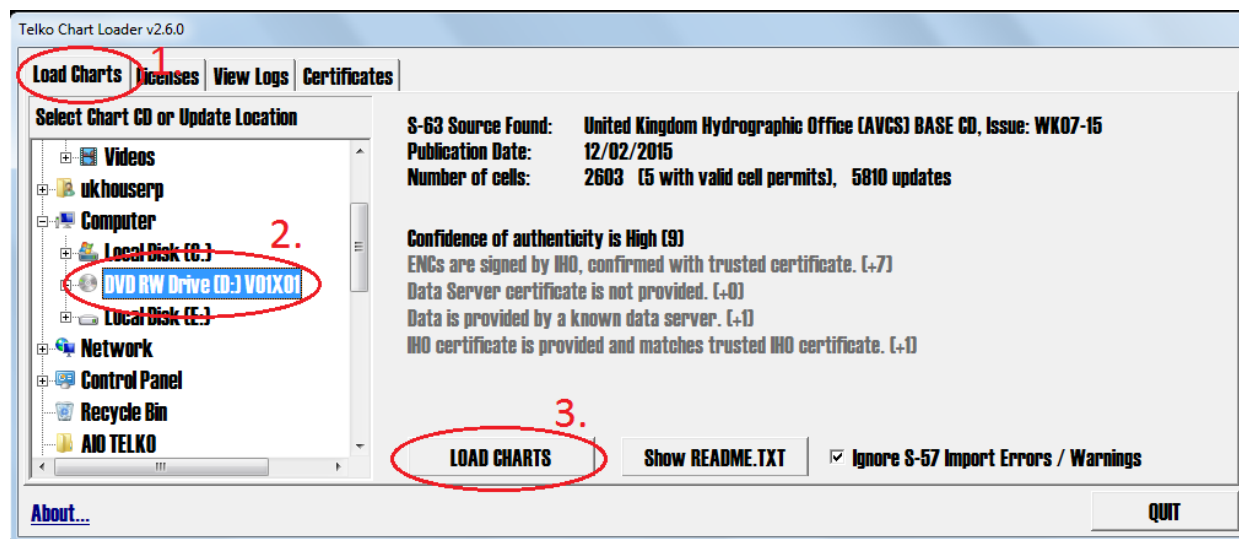 Telko Chart Loader v2.6.0
1.
Load Charts Licenses View Logs Certificates
Select Chart CD or Update Location
Videos
ukhouserp
Computer
2.
Local Disk (C:)
DVD RW Drive (D:) V01X01
Local Disk (E:)
Network
Control Panel
Recycle Bin
AIO TELKO
S-63 Source Found: United Kingdom Hydrographic Office (AVCS) BASE CD, Issue: WK07-15
Publication Date: 12/02/2015
Number of cells: 2603 (5 with valid cell permits), 5810 updates
Confidence of authenticity is High (9)
ENCs are signed by IHO, confirmed with trusted certificate. (+7)
Data Server certificate is not provided. (+0)
Data is provided by a known data server. (+1)
IHO certificate is provided and matches trusted IHO certificate. (+1)
3.
LOAD CHARTS Show README.TXT Ignore S-57 Import Errors / Warnings
About... QUIT